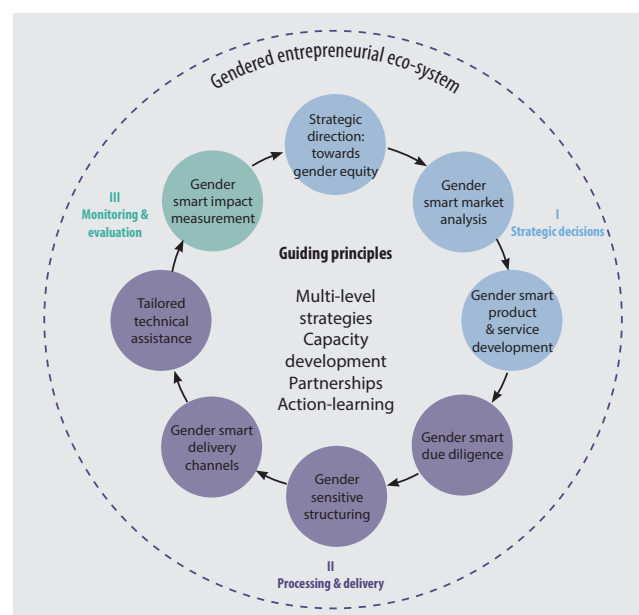 Gendered entrepreneurial eco-system
Strategic
direction:
towards
gender equity
Gender
smart market
analysis
I
Strategic decisions
Gender smart
product
& service
development
Gender smart
due diligence
Gender
sensitive
structuring
II
Processing & delivery
Gender smart
delivery
channels
Tailored
technical
assistance
III
Monitoring &
evaluation
Gender
smart impact
measurement
Guiding principles
Multi-level
strategies
Capacity
development
Partnerships
Action-learning